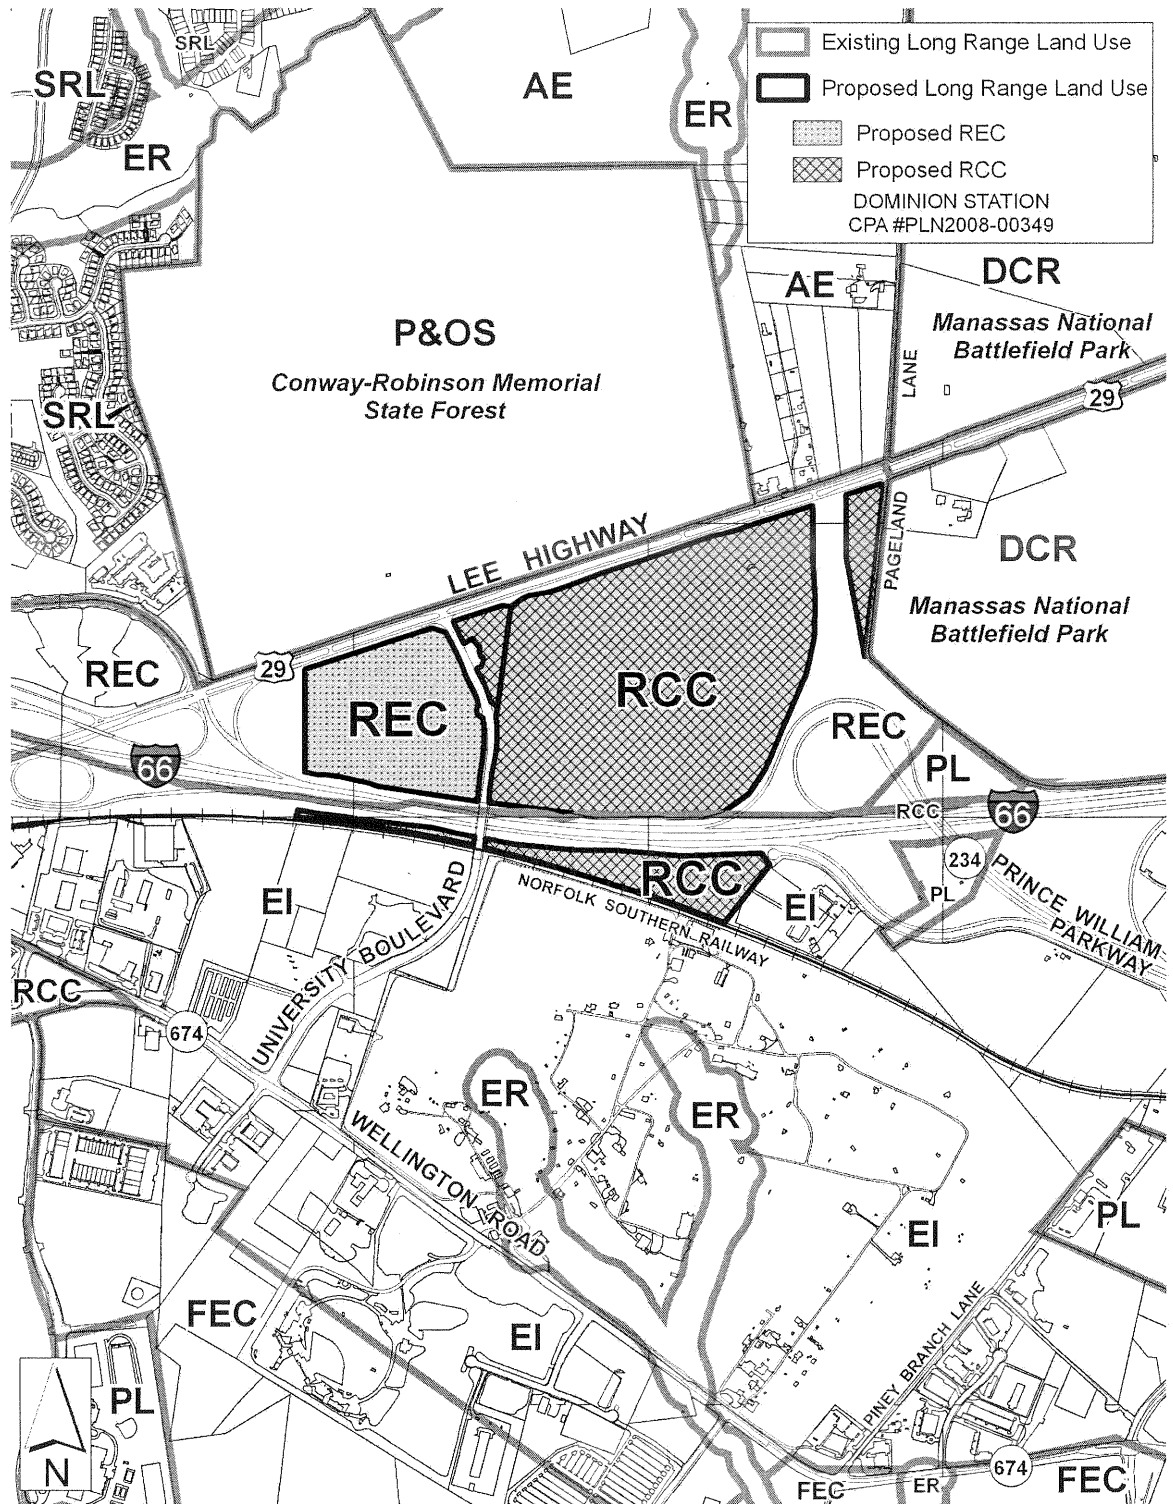 SRL
SRL
AE
ER
ER
Existing Long Range Land Use
Proposed Long Range Land Use
Proposed REC
Proposed RCC
DOMINION STATION
CPA #PLN2008-00349
AE
DCR
Manassas National
Battlefield Park
P&OS
Conway-Robinson Memorial
State Forest
LANE
29
SRL
LEE HIGHWAY
PAGELAND
DCR
Manassas National
Battlefield Park
REC
29
REC
RCC
REC
66
PL
RCC
66
234
PRINCE WILLIAM
PARKWAY
PL
RCC
EI
EI
NORFOLK SOUTHERN RAILWAY
UNIVERSITY BOULEVARD
RCC
674
ER
ER
WELLINGTON ROAD
PL
EI
FEC
EI
PINEY BRANCH LANE
PL
N
674
FEC
ER
FEC